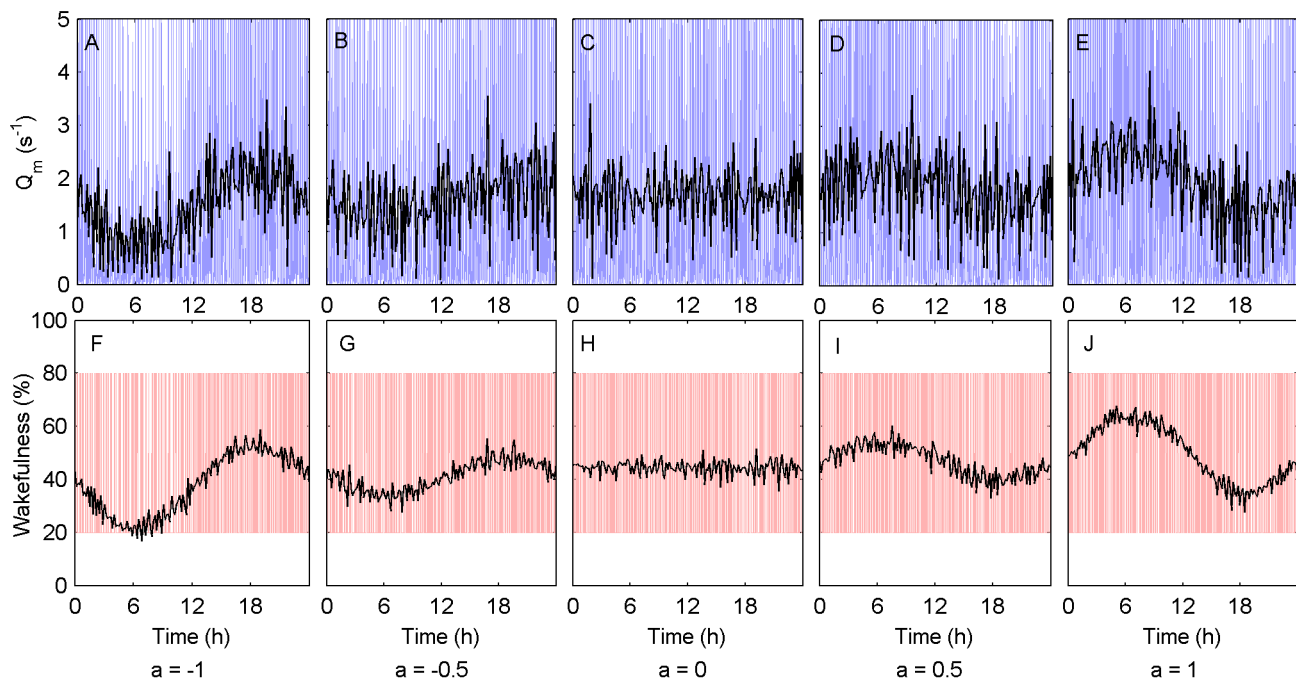 A B C D E
Q_m (s^-1)
5
4
3
2
1
0
0 6 12 18 0 6 12 18 0 6 12 18 0 6 12 18 0 6 12 18
F G H I J
Wakefulness (%)
100
80
60
40
20
0
0 6 12 18 0 6 12 18 0 6 12 18 0 6 12 18 0 6 12 18
Time (h) Time (h) Time (h) Time (h) Time (h)
a = -1 a = -0.5 a = 0 a = 0.5 a = 1